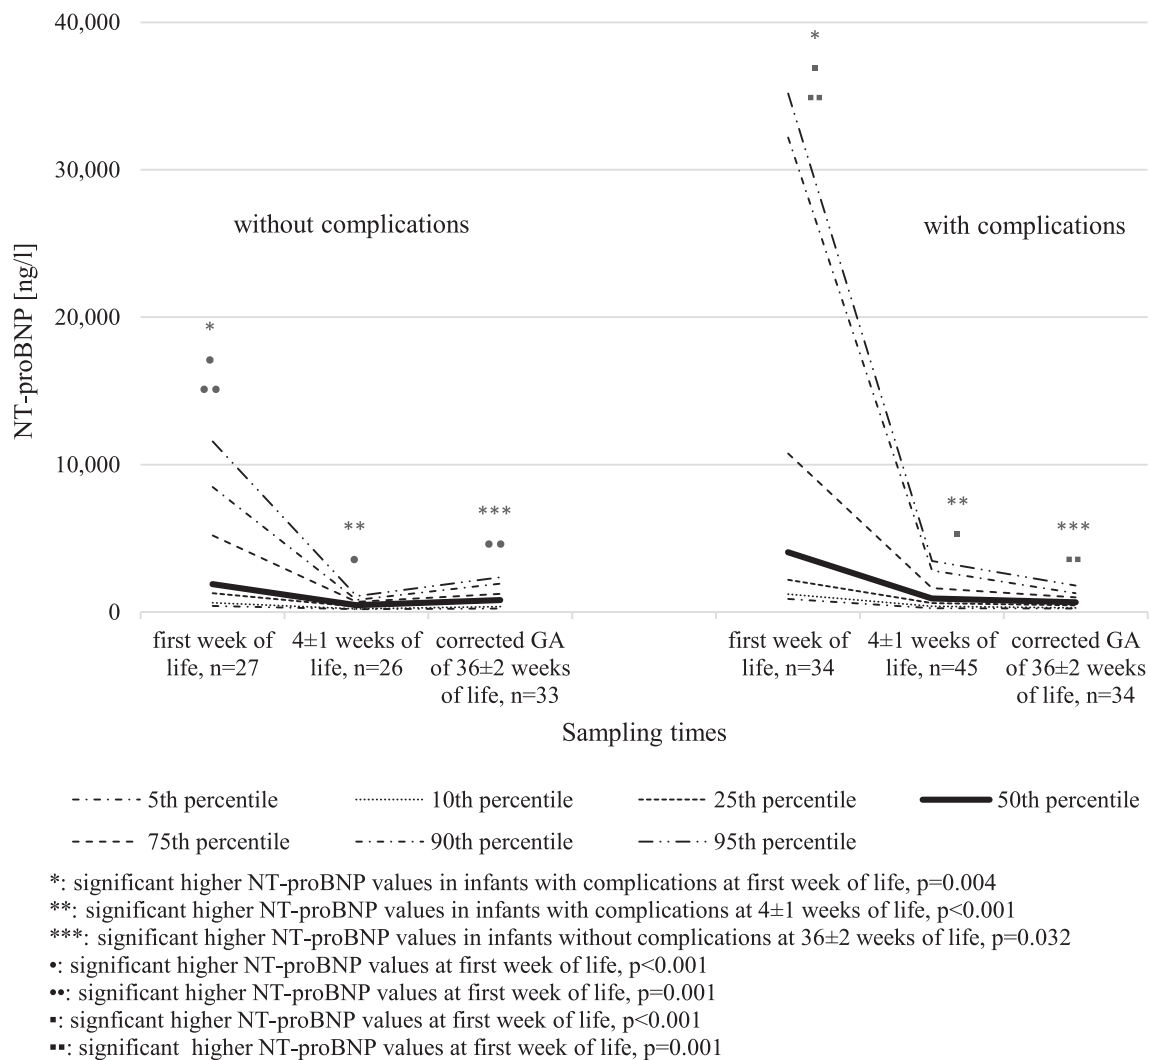 40,000
30,000
20,000
10,000
0
NT-proBNP [ng/l]
without complications
with complications
*
•
••
**
•
***
••
*
▪
▪▪
**
▪
***
▪▪
first week of
life, n=27
4±1 weeks of
life, n=26
corrected GA
of 36±2 weeks
of life, n=33
first week of
life, n=34
4±1 weeks of
life, n=45
corrected GA
of 36±2 weeks
of life, n=34
Sampling times
5th percentile
10th percentile
25th percentile
50th percentile
75th percentile
90th percentile
95th percentile
*: significant higher NT-proBNP values in infants with complications at first week of life, p=0.004
**: significant higher NT-proBNP values in infants with complications at 4±1 weeks of life, p<0.001
***: significant higher NT-proBNP values in infants without complications at 36±2 weeks of life, p=0.032
•: significant higher NT-proBNP values at first week of life, p<0.001
••: significant higher NT-proBNP values at first week of life, p=0.001
▪: signficant higher NT-proBNP values at first week of life, p<0.001
▪▪: significant  higher NT-proBNP values at first week of life, p=0.001